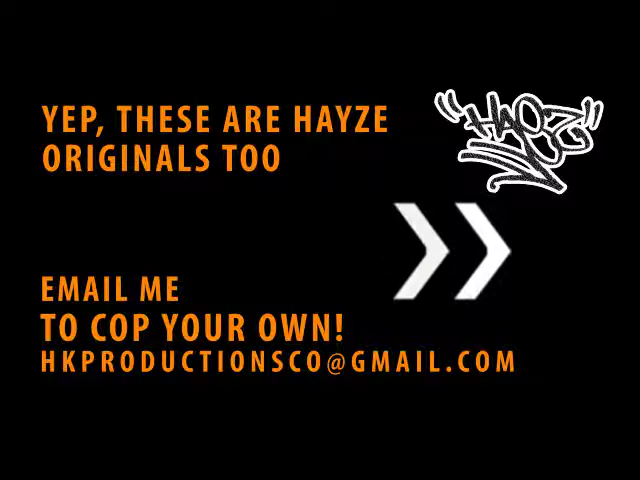 YEP, THESE ARE HAYZE
ORIGINALS TOO
EMAIL ME
TO COP YOUR OWN!
HKPRODUCTIONSCO@GMAIL.COM